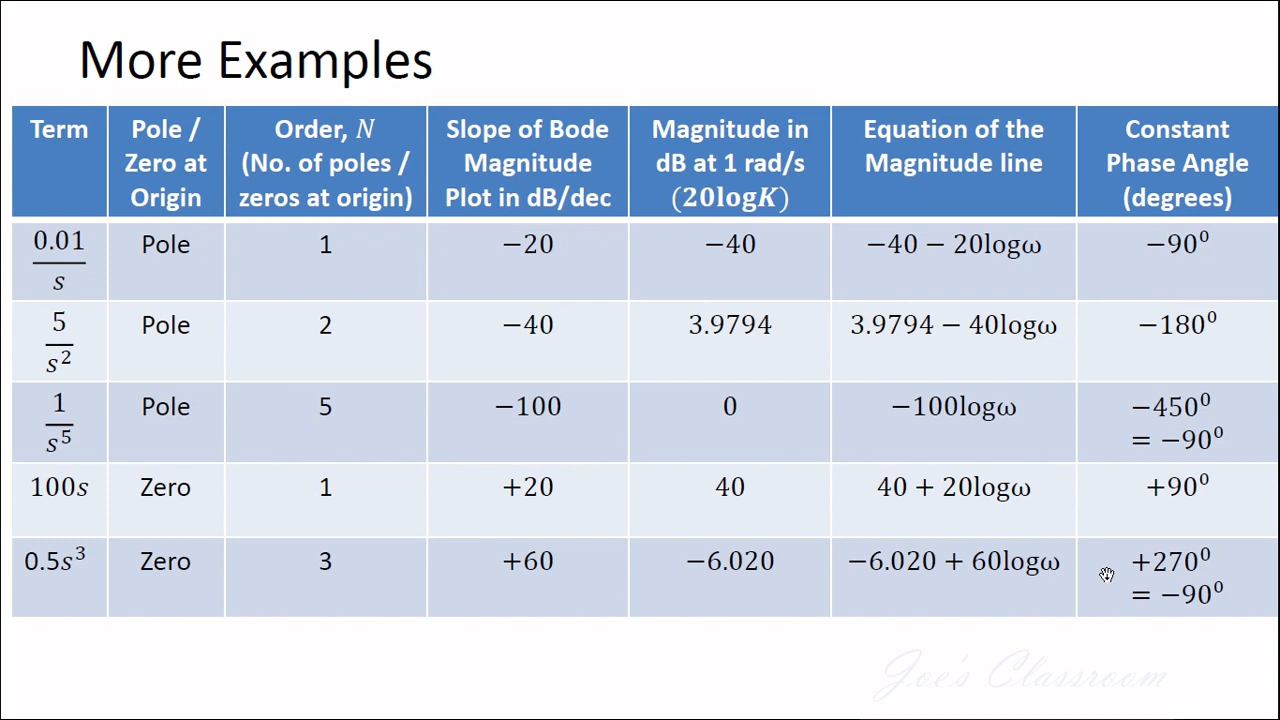 More Examples
Term
Pole /
Zero at
Origin
Order, N
(No. of poles /
zeros at origin)
Slope of Bode
Magnitude
Plot in dB/dec
Magnitude in
dB at 1 rad/s
(20logK)
Equation of the
Magnitude line
Constant
Phase Angle
(degrees)
0.01
s
Pole
1
−20
−40
−40 − 20logω
−90⁰
5
s²
Pole
2
−40
3.9794
3.9794 − 40logω
−180⁰
1
s⁵
Pole
5
−100
0
−100logω
−450⁰
= −90⁰
100s
Zero
1
+20
40
40 + 20logω
+90⁰
0.5s³
Zero
3
+60
−6.020
−6.020 + 60logω
+270⁰
= −90⁰
Joe's Classroom